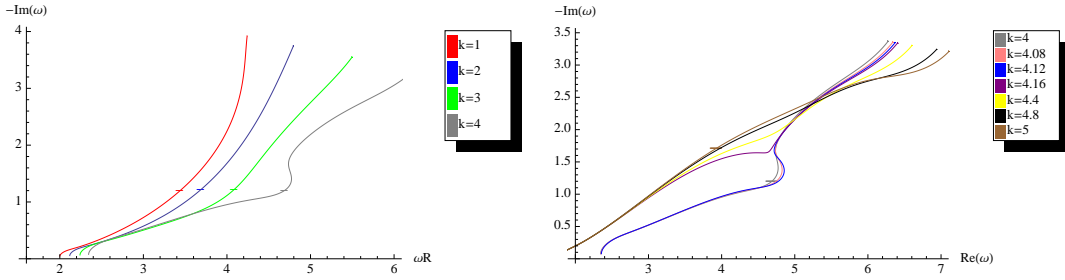 −Im(ω)
4
3
2
1
2
3
4
5
6
ωR
k=1
k=2
k=3
k=4
−Im(ω)
3.5
3.0
2.5
2.0
1.5
1.0
0.5
3
4
5
6
7
Re(ω)
k=4
k=4.08
k=4.12
k=4.16
k=4.4
k=4.8
k=5